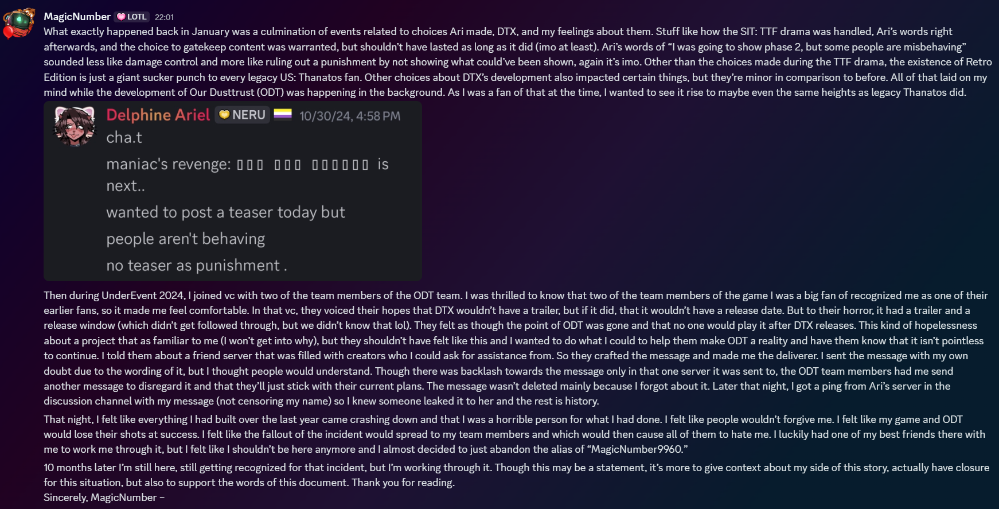 MagicNumber LOTL 22:01
What exactly happened back in January was a culmination of events related to choices Ari made, DTX, and my feelings about them. Stuff like how the SIT: TTF drama was handled, Ari’s words right
afterwards, and the choice to gatekeep content was warranted, but shouldn’t have lasted as long as it did (imo at least). Ari’s words of “I was going to show phase 2, but some people are misbehaving”
sounded less like damage control and more like ruling out a punishment by not showing what could’ve been shown, again it’s imo. Other than the choices made during the TTF drama, the existence of Retro
Edition is just a giant sucker punch to every legacy US: Thanatos fan. Other choices about DTX’s development also impacted certain things, but they’re minor in comparison to before. All of that laid on my
mind while the development of Our Dusttrust (ODT) was happening in the background. As I was a fan of that at the time, I wanted to see it rise to maybe even the same heights as legacy Thanatos did.
Delphine Ariel NERU 10/30/24, 4:58 PM
cha.t
maniac's revenge: ▯▯▯ ▯▯▯ ▯▯▯▯▯▯ is
next..
wanted to post a teaser today but
people aren't behaving
no teaser as punishment .
Then during UnderEvent 2024, I joined vc with two of the team members of the ODT team. I was thrilled to know that two of the team members of the game I was a big fan of recognized me as one of their
earlier fans, so it made me feel comfortable. In that vc, they voiced their hopes that DTX wouldn’t have a trailer, but if it did, that it wouldn’t have a release date. But to their horror, it had a trailer and a
release window (which didn’t get followed through, but we didn’t know that lol). They felt as though the point of ODT was gone and that no one would play it after DTX releases. This kind of hopelessness
about a project that as familiar to me (I won’t get into why), but they shouldn’t have felt like this and I wanted to do what I could to help them make ODT a reality and have them know that it isn’t pointless
to continue. I told them about a friend server that was filled with creators who I could ask for assistance from. So they crafted the message and made me the deliverer. I sent the message with my own
doubt due to the wording of it, but I thought people would understand. Though there was backlash towards the message only in that one server it was sent to, the ODT team members had me send
another message to disregard it and that they’ll just stick with their current plans. The message wasn’t deleted mainly because I forgot about it. Later that night, I got a ping from Ari’s server in the
discussion channel with my message (not censoring my name) so I knew someone leaked it to her and the rest is history.
That night, I felt like everything I had built over the last year came crashing down and that I was a horrible person for what I had done. I felt like people wouldn’t forgive me. I felt like my game and ODT
would lose their shots at success. I felt like the fallout of the incident would spread to my team members and which would then cause all of them to hate me. I luckily had one of my best friends there with
me to work me through it, but I felt like I shouldn’t be here anymore and I almost decided to just abandon the alias of “MagicNumber9960.”
10 months later I’m still here, still getting recognized for that incident, but I’m working through it. Though this may be a statement, it’s more to give context about my side of this story, actually have closure
for this situation, but also to support the words of this document. Thank you for reading.
Sincerely, MagicNumber ~